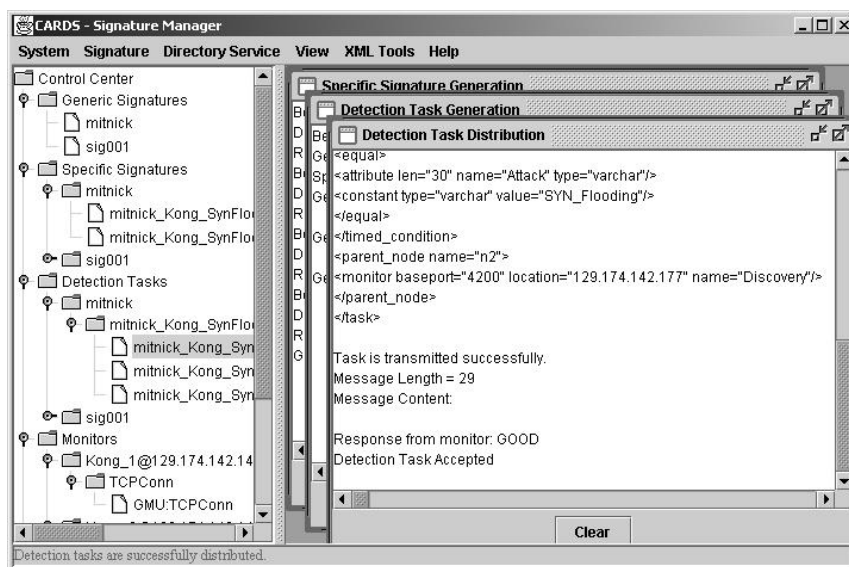 CARDS - Signature Manager
System Signature Directory Service View XML Tools Help
Control Center
Generic Signatures
mitnick
sig001
Specific Signatures
mitnick
mitnick_Kong_SynFlo
mitnick_Kong_SynFlo
sig001
Detection Tasks
mitnick
mitnick_Kong_SynFlo
mitnick_Kong_Syn
mitnick_Kong_Syn
mitnick_Kong_Syn
sig001
Monitors
Kong_1@129.174.142.14
TCPConn
GMU:TCPConn
Specific Signature Generation
Detection Task Generation
Detection Task Distribution
<equal>
<attribute len="30" name="Attack" type="varchar"/>
<constant type="varchar" value="SYN_Flooding"/>
</equal>
</timed_condition>
<parent_node name="n2">
<monitor baseport="4200" location="129.174.142.177" name="Discovery"/>
</parent_node>
</task>
Task is transmitted successfully.
Message Length = 29
Message Content:
Response from monitor: GOOD
Detection Task Accepted
Clear
Detection tasks are successfully distributed.